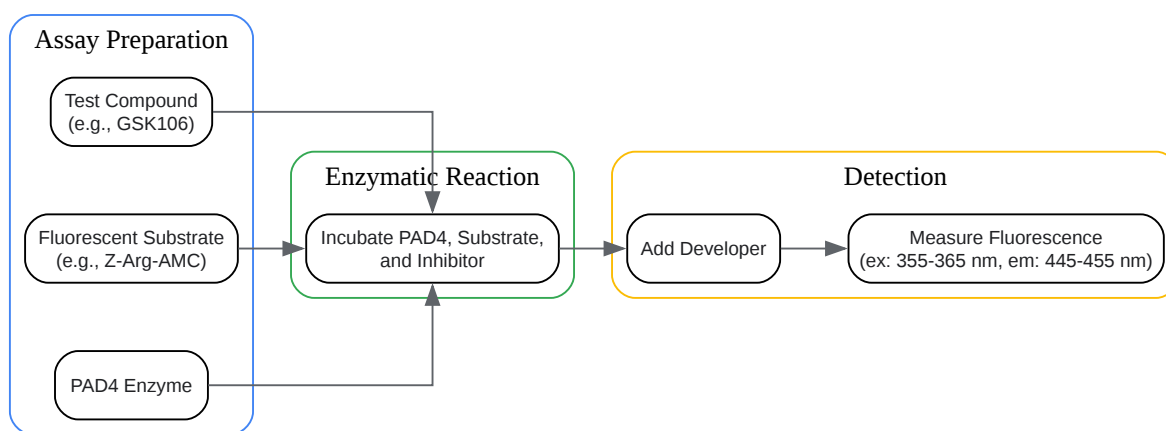 Assay Preparation
Test Compound
(e.g., GSK106)
Fluorescent Substrate
(e.g., Z-Arg-AMC)
PAD4 Enzyme
Enzymatic Reaction
Incubate PAD4, Substrate,
and Inhibitor
Detection
Add Developer
Measure Fluorescence
(ex: 355-365 nm, em: 445-455 nm)